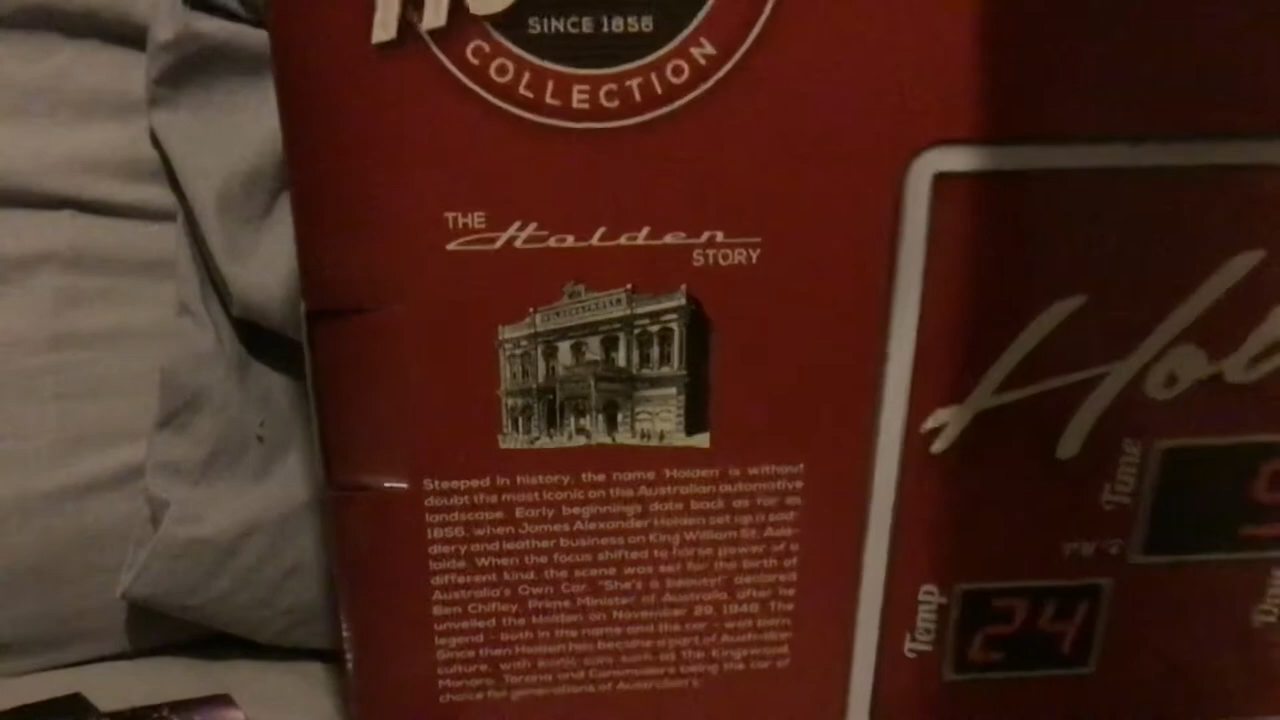 SINCE 1856
COLLECTION
THE
Holden
STORY
Steeped in history, the name 'Holden' is without
doubt the most iconic on the Australian automotive
landscape. Early beginnings date back as far as
1856, when James Alexander Holden set up a sad-
dlery and leather business on King William St, Ade-
laide. When the focus shifted to horse power of a
different kind, the scene was set for the birth of
Australia's Own Car. "She's a beauty!" declared
Ben Chifley, Prime Minister of Australia, after he
unveiled the Holden on November 29, 1948. The
legend - both in the name and the car - was born.
Since then Holden has become a part of Australian
culture, with iconic cars such as the Kingswood,
Monaro, Torana and Commodore being the car of
choice for generations of Australian's.
Hol
Time
Temp
24